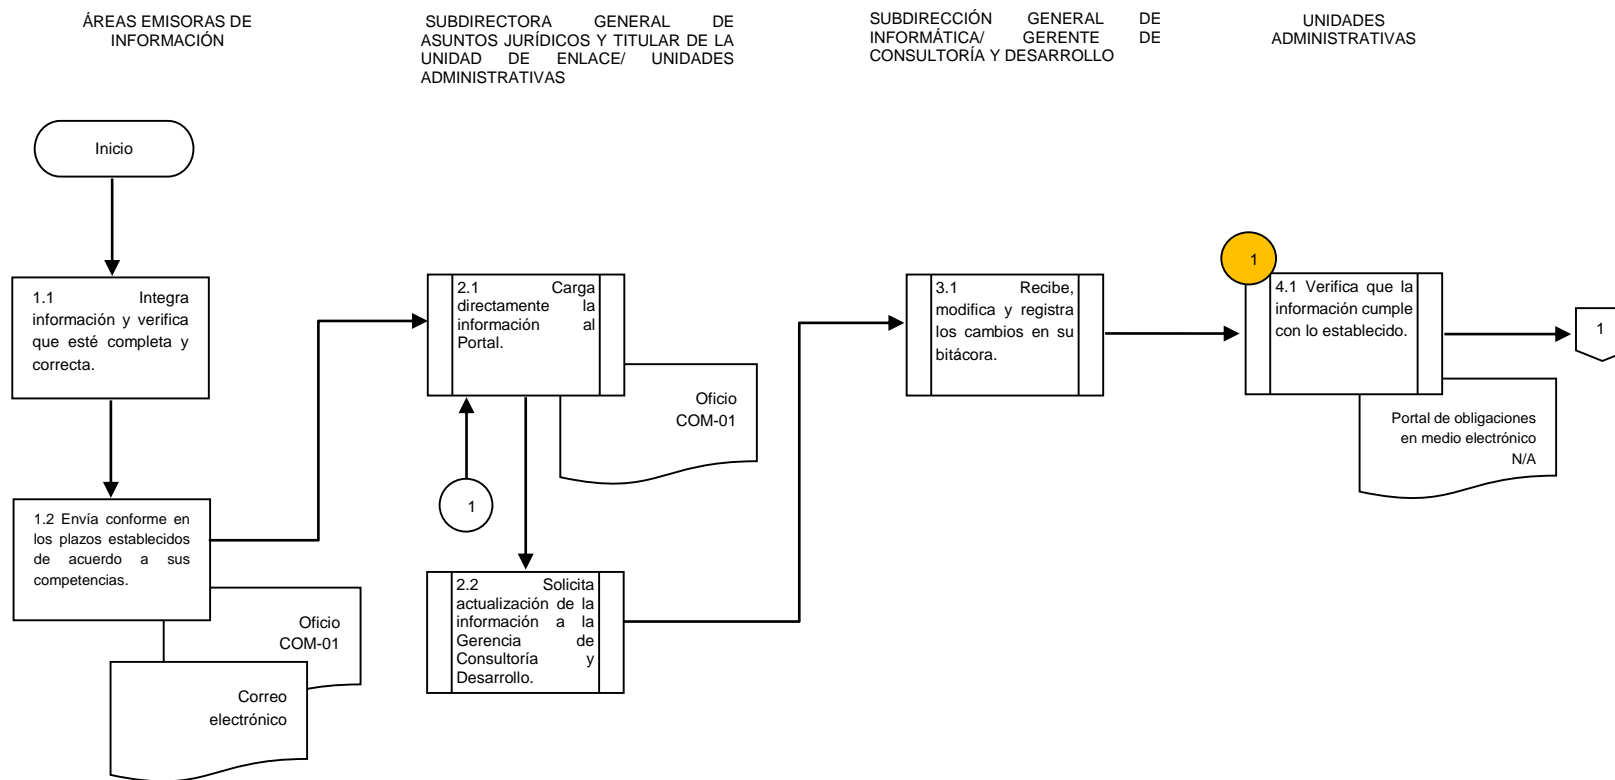 ÁREAS EMISORAS DE
INFORMACIÓN
SUBDIRECTORA GENERAL DE
ASUNTOS JURÍDICOS Y TITULAR DE LA
UNIDAD DE ENLACE/ UNIDADES
ADMINISTRATIVAS
SUBDIRECCIÓN GENERAL DE
INFORMÁTICA/ GERENTE DE
CONSULTORÍA Y DESARROLLO
UNIDADES
ADMINISTRATIVAS
Inicio
1.1 Integra
información y verifica
que esté completa y
correcta.
1.2 Envía conforme en
los plazos establecidos
de acuerdo a sus
competencias.
Oficio
COM-01
Correo
electrónico
2.1 Carga
directamente la
información al
Portal.
Oficio
COM-01
1
2.2 Solicita
actualización de la
información a la
Gerencia de
Consultoría y
Desarrollo.
3.1 Recibe,
modifica y registra
los cambios en su
bitácora.
1
4.1 Verifica que la
información cumple
con lo establecido.
Portal de obligaciones
en medio electrónico
N/A
1